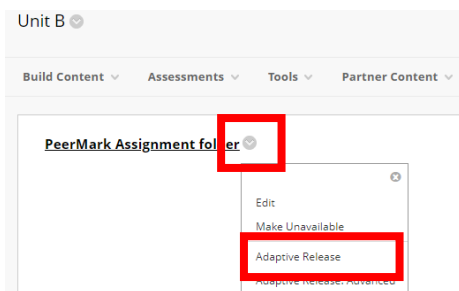 Unit B
Build Content Assessments Tools Partner Content
PeerMark Assignment folder
Edit
Make Unavailable
Adaptive Release
Adaptive Release: Advanced